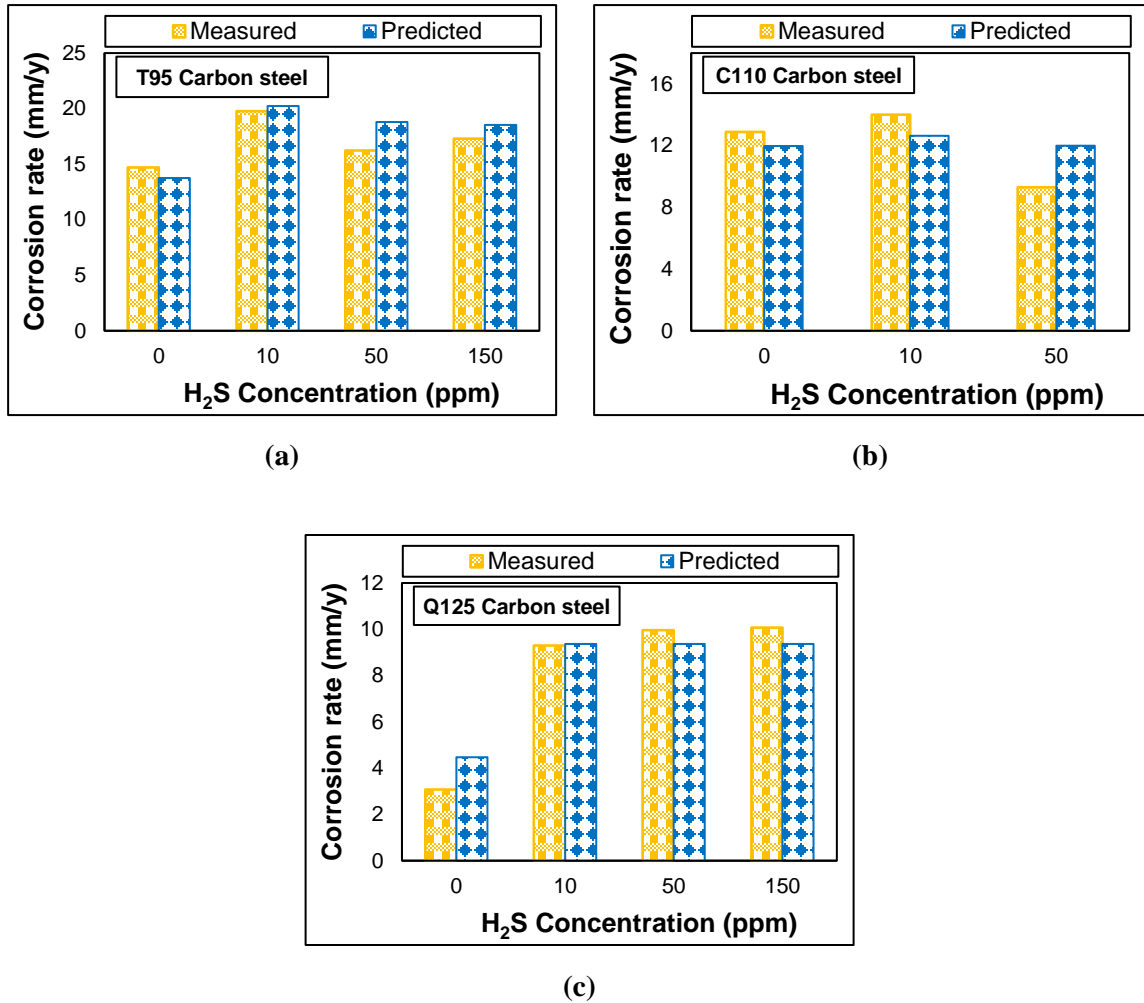 Measured Predicted
T95 Carbon steel
Corrosion rate (mm/y)
25
20
15
10
5
0
0 10 50 150
H₂S Concentration (ppm)
(a)
Measured Predicted
C110 Carbon steel
Corrosion rate (mm/y)
16
12
8
4
0
0 10 50
H₂S Concentration (ppm)
(b)
Measured Predicted
Q125 Carbon steel
Corrosion rate (mm/y)
12
10
8
6
4
2
0
0 10 50 150
H₂S Concentration (ppm)
(c)